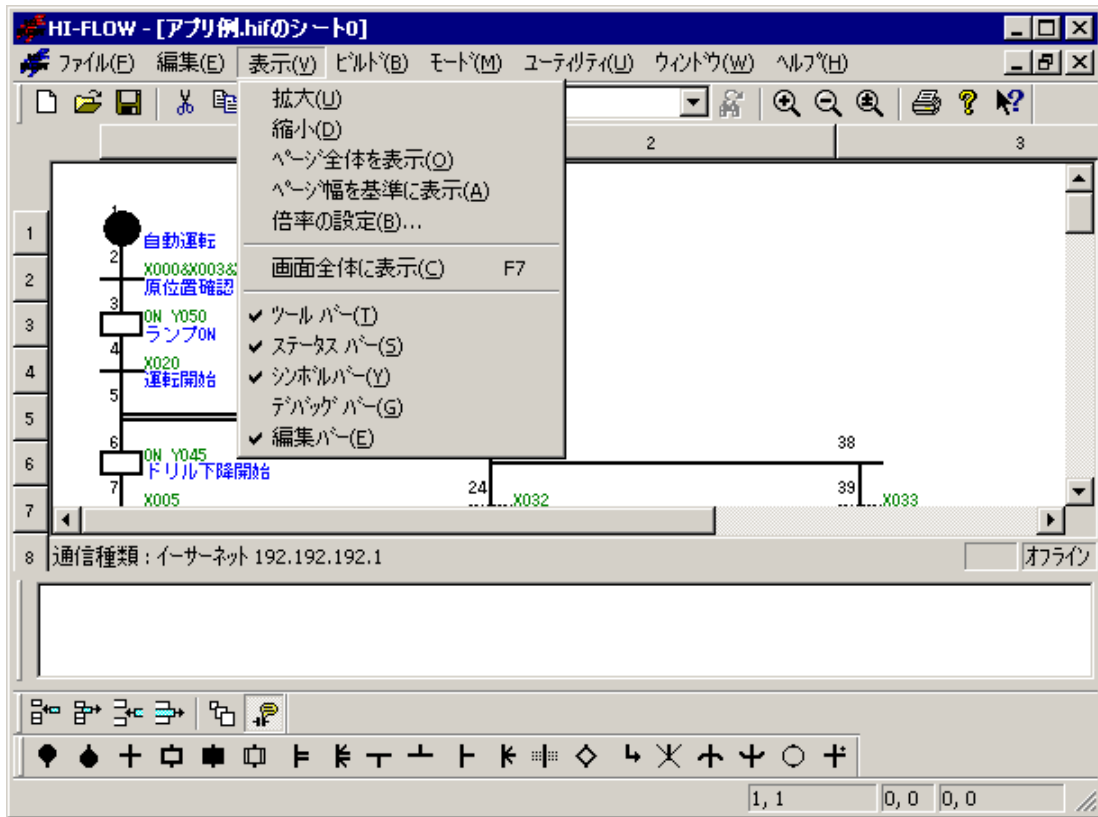 HI-FLOW - [アプリ例.hifのシート0]
ファイル(F) 編集(E) 表示(V) ビルド(B) モード(M) ユーティリティ(U) ウィンドウ(W) ヘルプ(H)
拡大(U)
縮小(D)
ページ全体を表示(O)
ページ幅を基準に表示(A)
倍率の設定(B)...
画面全体に表示(C) F7
ツール バー(T)
ステータス バー(S)
シンボルバー(Y)
デバッグ バー(G)
編集バー(E)
2 3
1
2
3
4
5
6
7
8
1
自動運転
2
X000&X003&
原位置確認
3
ON Y050
ランプON
4
X020
運転開始
5
6
ON Y045
ドリル下降開始
7
X005
24
X032
38
39
X033
通信種類 : イーサーネット 192.192.192.1 オフライン
1, 1 0, 0 0, 0